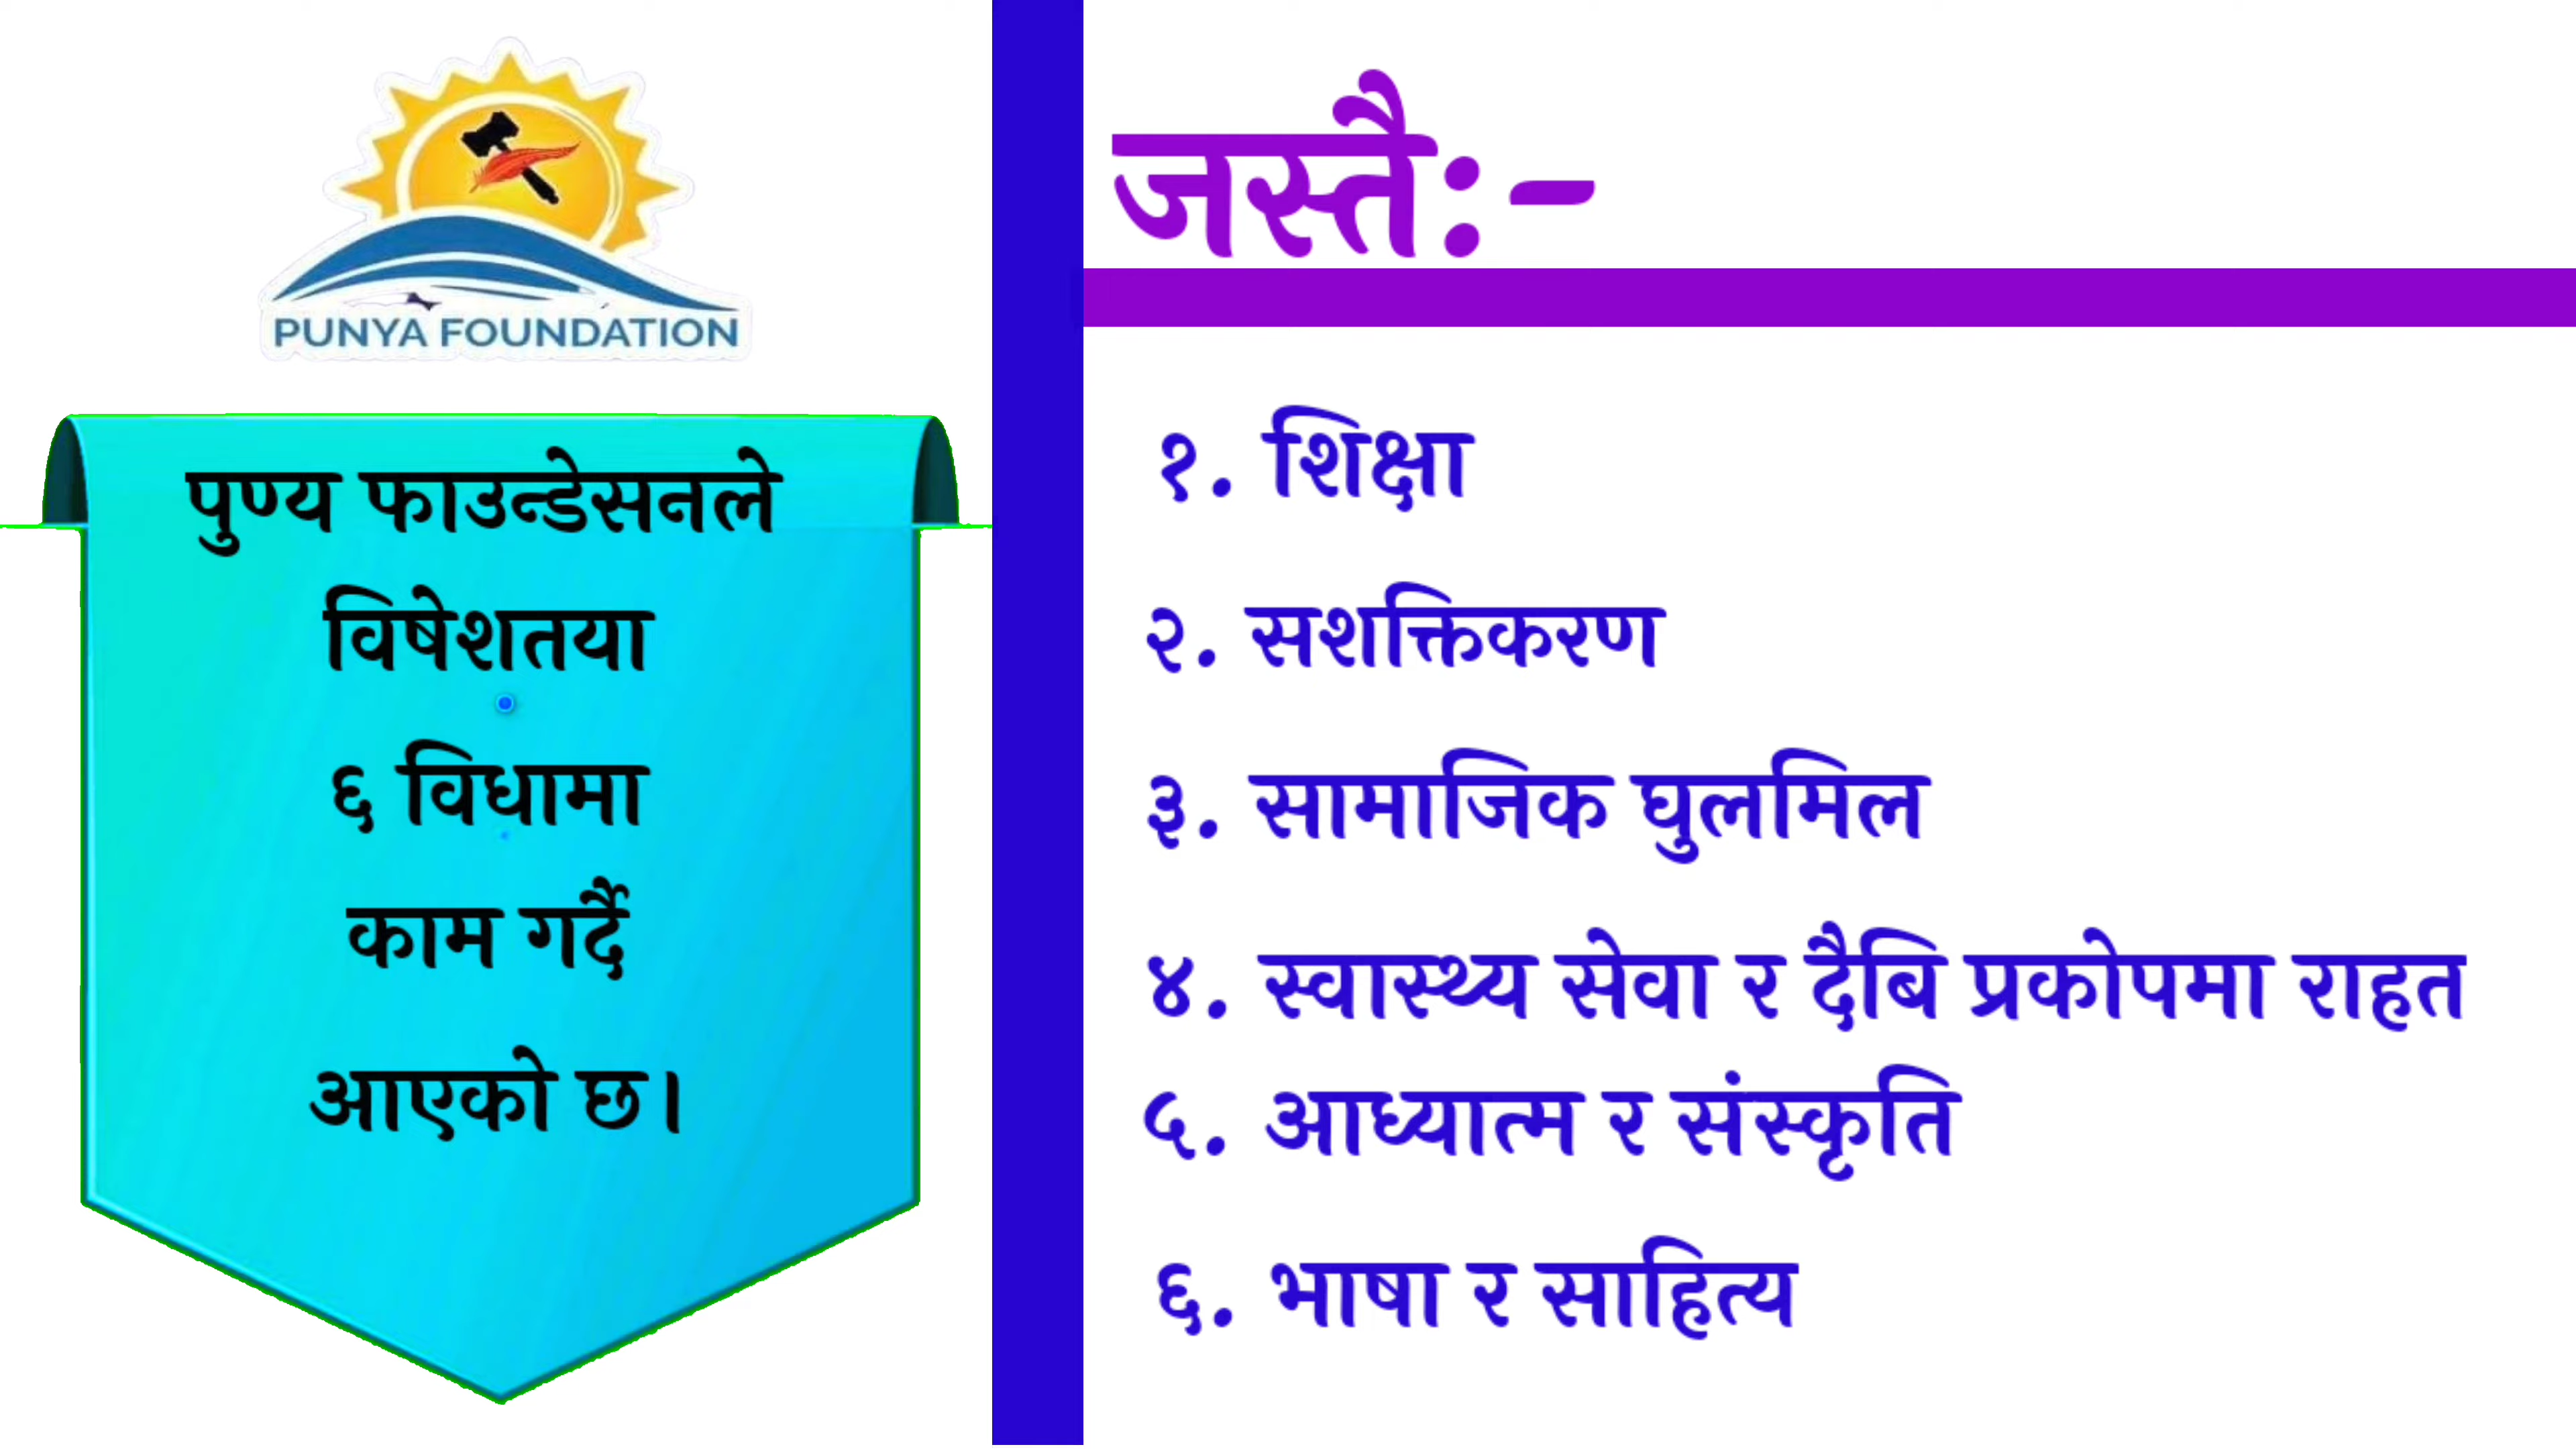 PUNYA FOUNDATION
पुण्य फाउन्डेसनले
विषेशतया
६ विधामा
काम गर्दै
आएको छ।
जस्तै:-
१. शिक्षा
२. सशक्तिकरण
३. सामाजिक घुलमिल
४. स्वास्थ्य सेवा र दैबि प्रकोपमा राहत
५. आध्यात्म र संस्कृति
६. भाषा र साहित्य